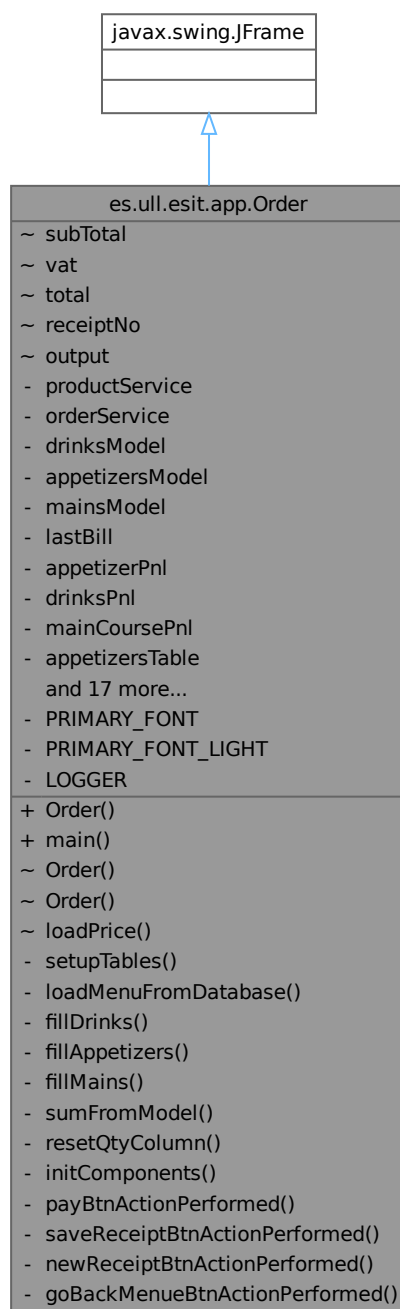 javax.swing.JFrame
es.ull.esit.app.Order
~ subTotal
~ vat
~ total
~ receiptNo
~ output
- productService
- orderService
- drinksModel
- appetizersModel
- mainsModel
- lastBill
- appetizerPnl
- drinksPnl
- mainCoursePnl
- appetizersTable
and 17 more...
- PRIMARY_FONT
- PRIMARY_FONT_LIGHT
- LOGGER
+ Order()
+ main()
~ Order()
~ Order()
~ loadPrice()
- setupTables()
- loadMenuFromDatabase()
- fillDrinks()
- fillAppetizers()
- fillMains()
- sumFromModel()
- resetQtyColumn()
- initComponents()
- payBtnActionPerformed()
- saveReceiptBtnActionPerformed()
- newReceiptBtnActionPerformed()
- goBackMenueBtnActionPerformed()